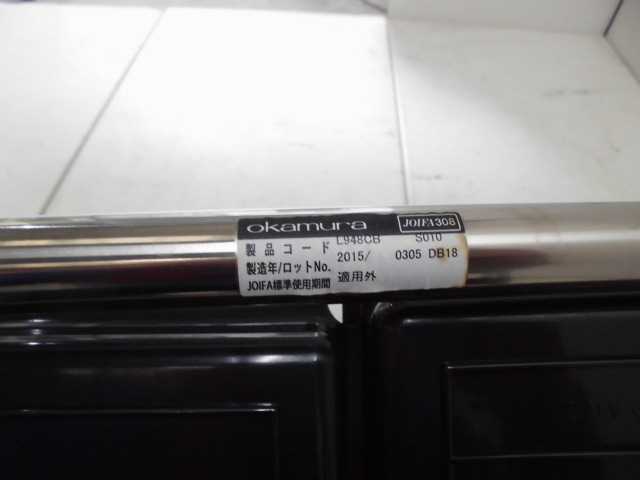 okamura JOIFA308
製品コード L948CB S010
製造年/ロットNo. 2015/ 0305 DB18
JOIFA標準使用期間 適用外